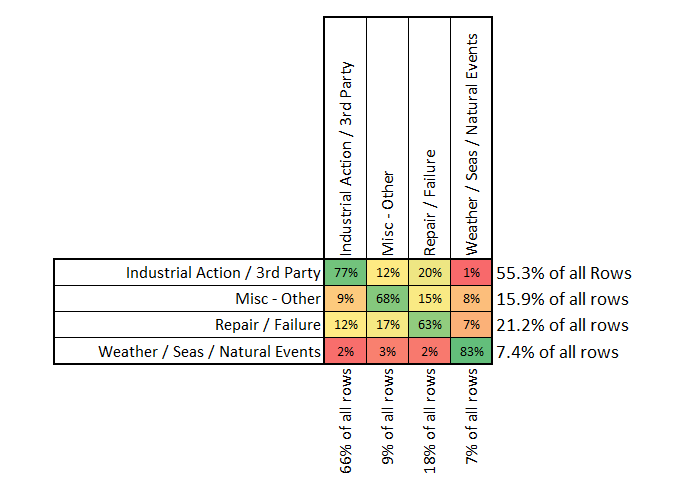 Industrial Action / 3rd Party
Misc - Other
Repair / Failure
Weather / Seas / Natural Events
Industrial Action / 3rd Party 77% 12% 20% 1% 55.3% of all Rows
Misc - Other 9% 68% 15% 8% 15.9% of all rows
Repair / Failure 12% 17% 63% 7% 21.2% of all rows
Weather / Seas / Natural Events 2% 3% 2% 83% 7.4% of all rows
66% of all rows
9% of all rows
18% of all rows
7% of all rows